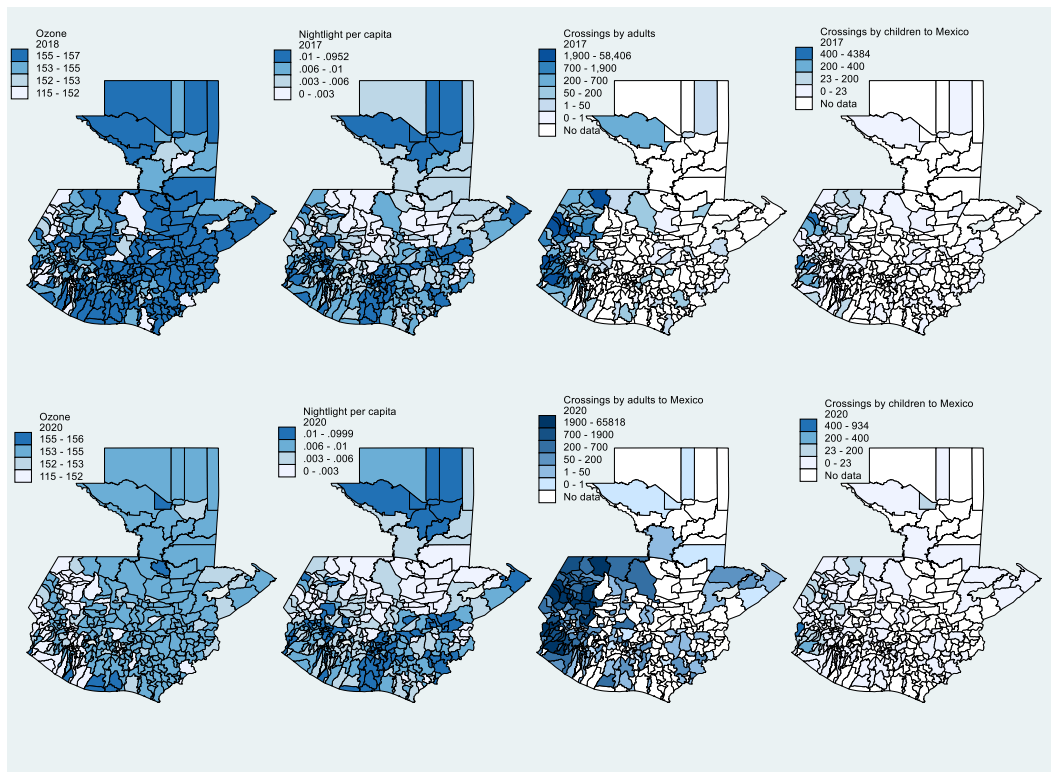 Ozone
2018
155 - 157
153 - 155
152 - 153
115 - 152
Nightlight per capita
2017
.01 - .0952
.006 - .01
.003 - .006
0 - .003
Crossings by adults
2017
1,900 - 58,406
700 - 1,900
200 - 700
50 - 200
1 - 50
0 - 1
No data
Crossings by children to Mexico
2017
400 - 4384
200 - 400
23 - 200
0 - 23
No data
Ozone
2020
155 - 156
153 - 155
152 - 153
115 - 152
Nightlight per capita
2020
.01 - .0999
.006 - .01
.003 - .006
0 - .003
Crossings by adults to Mexico
2020
1900 - 65818
700 - 1900
200 - 700
50 - 200
1 - 50
0 - 1
No data
Crossings by children to Mexico
2020
400 - 934
200 - 400
23 - 200
0 - 23
No data